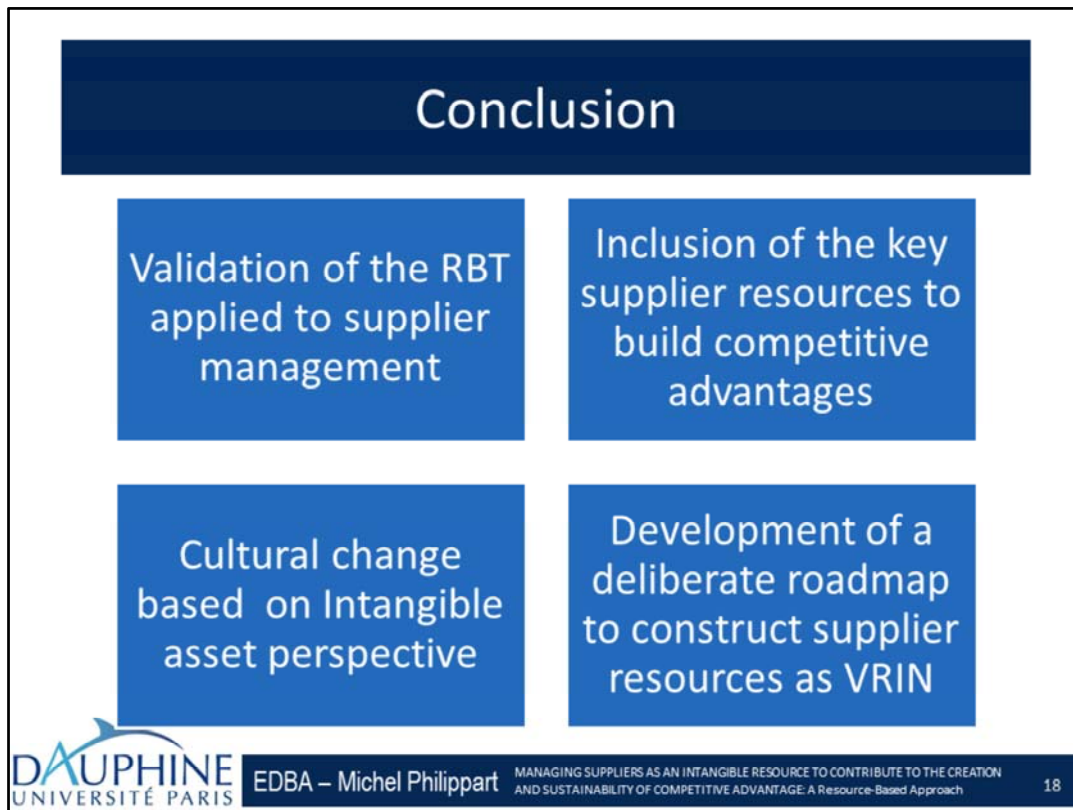 Conclusion
Validation of the RBT
applied to supplier
management
Inclusion of the key
supplier resources to
build competitive
advantages
Cultural change
based  on Intangible
asset perspective
Development of a
deliberate roadmap
to construct supplier
resources as VRIN
DAUPHINE
UNIVERSITÉ PARIS
EDBA – Michel Philippart
MANAGING SUPPLIERS AS AN INTANGIBLE RESOURCE TO CONTRIBUTE TO THE CREATION
AND SUSTAINABILITY OF COMPETITIVE ADVANTAGE: A Resource-Based Approach
18